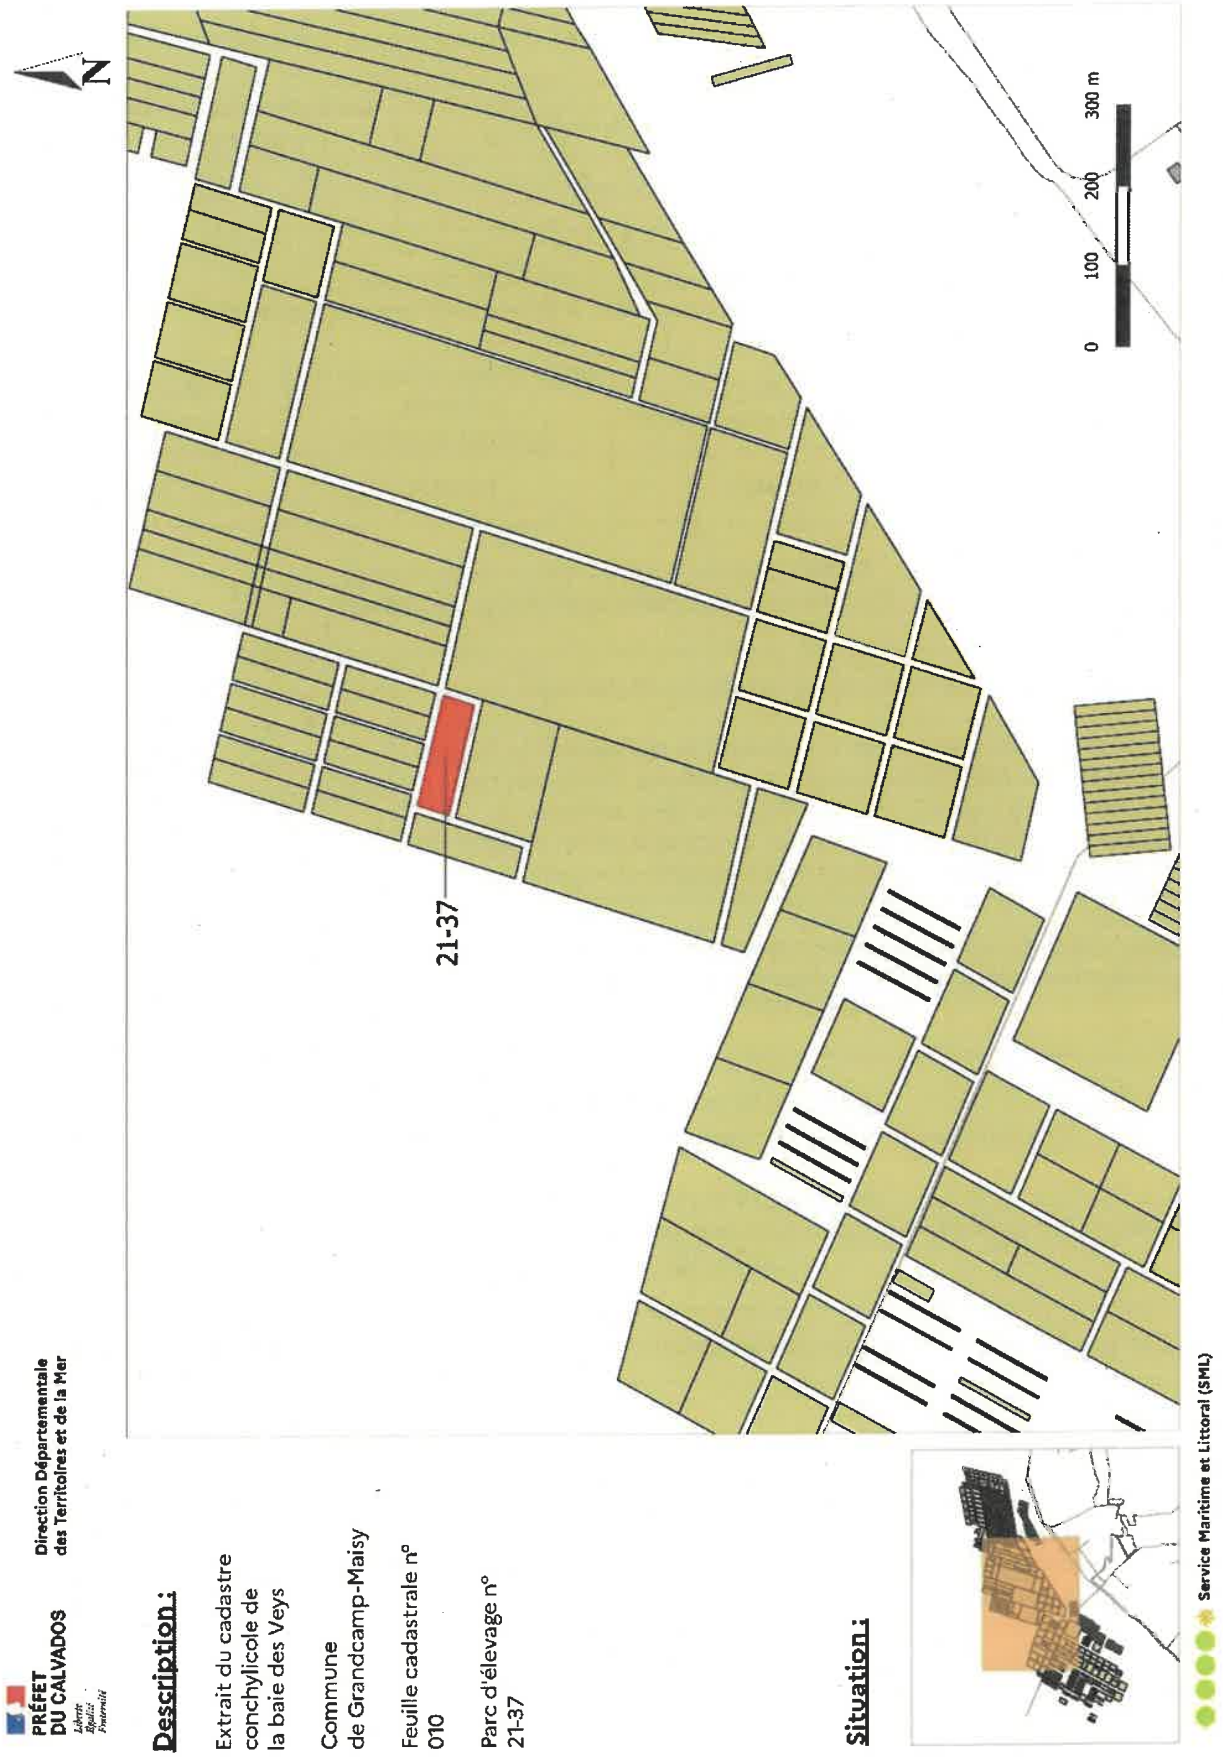 PRÉFET
DU CALVADOS
Liberté
Égalité
Fraternité
Direction Départementale
des Territoires et de la Mer
Description :
Extrait du cadastre
conchylicole de
la baie des Veys
Commune
de Grandcamp-Maisy
Feuille cadastrale n°
010
Parc d'élevage n°
21-37
Situation :
21-37
N
0 100 200 300 m
Service Maritime et Littoral (SML)